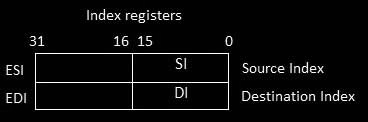 Index registers
31 16 15 0
ESI SI Source Index
EDI DI Destination Index